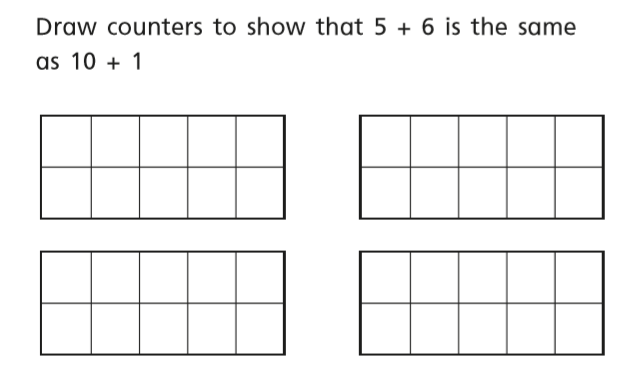 Draw counters to show that 5 + 6 is the same
as 10 + 1